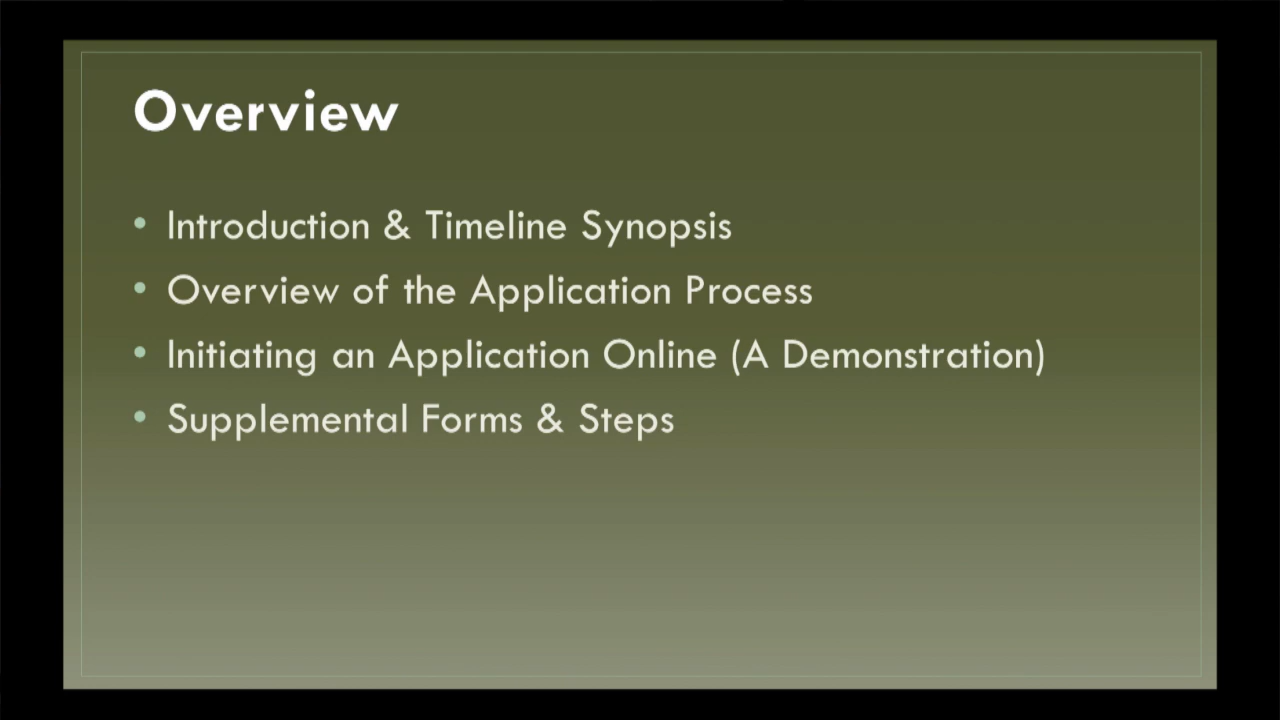 Overview
• Introduction & Timeline Synopsis
• Overview of the Application Process
• Initiating an Application Online (A Demonstration)
• Supplemental Forms & Steps